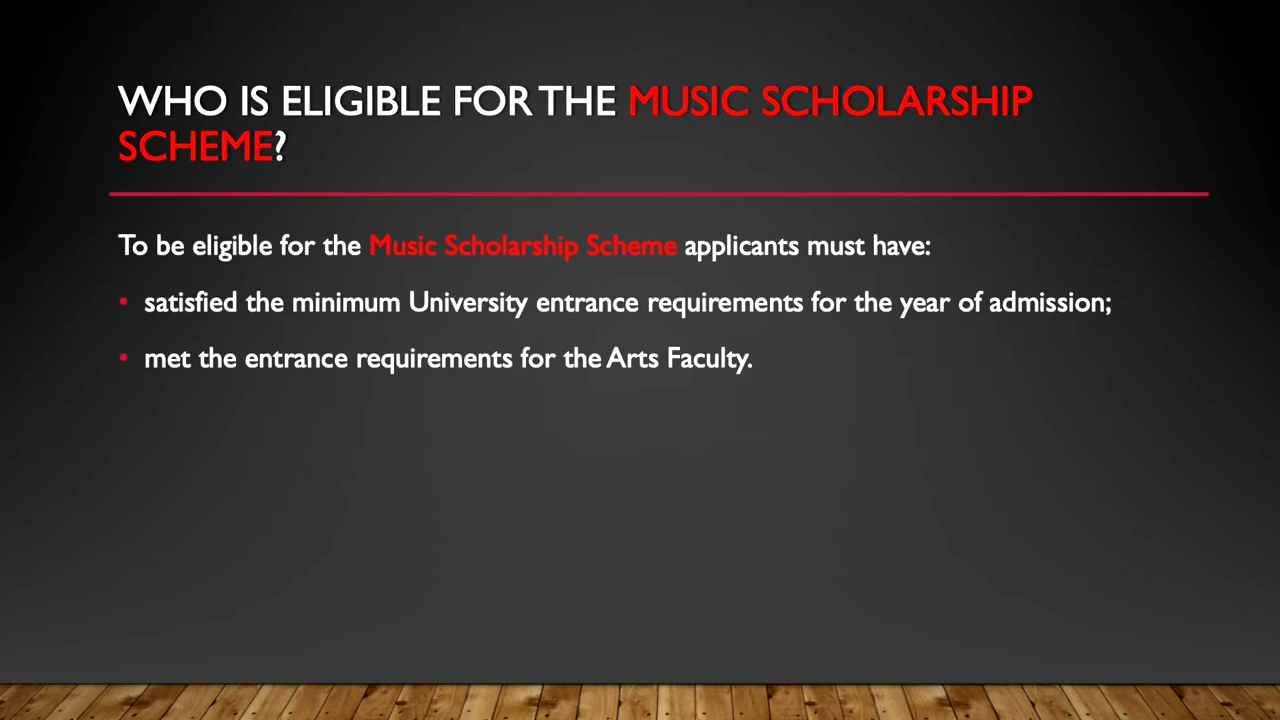 WHO IS ELIGIBLE FOR THE MUSIC SCHOLARSHIP
SCHEME?
To be eligible for the Music Scholarship Scheme applicants must have:
• satisfied the minimum University entrance requirements for the year of admission;
• met the entrance requirements for the Arts Faculty.